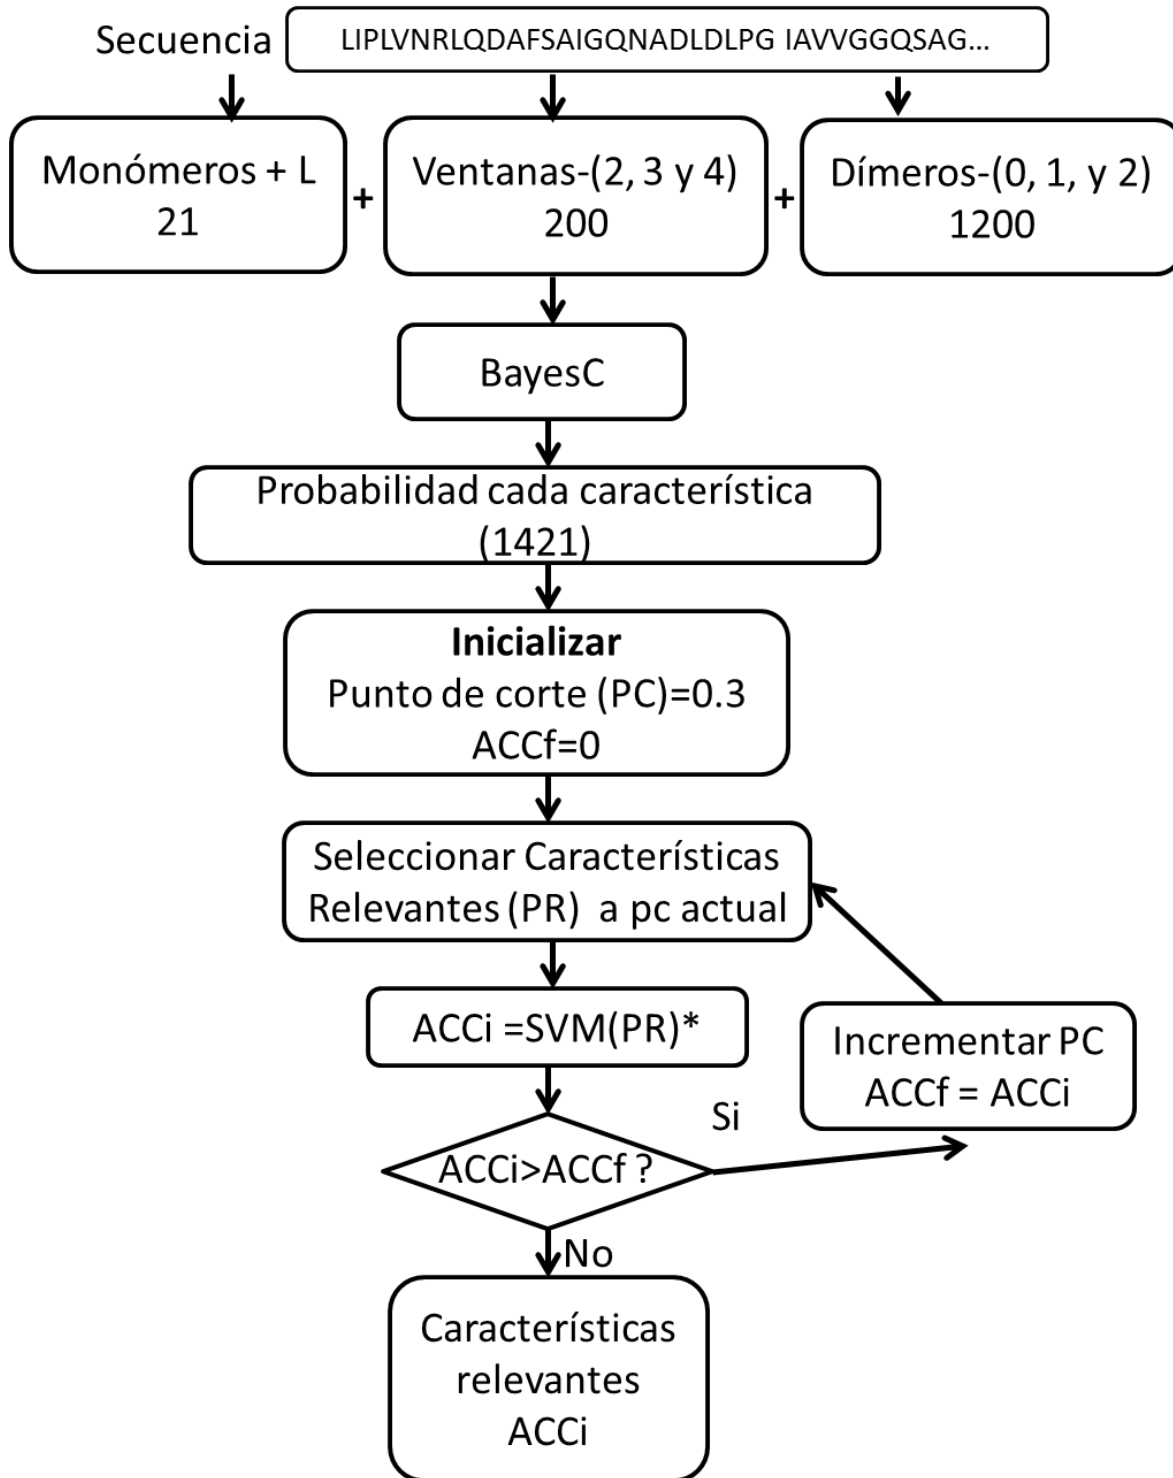 Secuencia
LIPLVNRLQDAFSAIGQNADLDLPG IAVVGGQSAG...
Monómeros + L
21
+
Ventanas-(2, 3 y 4)
200
+
Dímeros-(0, 1, y 2)
1200
BayesC
Probabilidad cada característica
(1421)
Inicializar
Punto de corte (PC)=0.3
ACCf=0
Seleccionar Características
Relevantes (PR) a pc actual
ACCi =SVM(PR)*
Incrementar PC
ACCf = ACCi
Si
ACCi>ACCf ?
No
Características
relevantes
ACCi